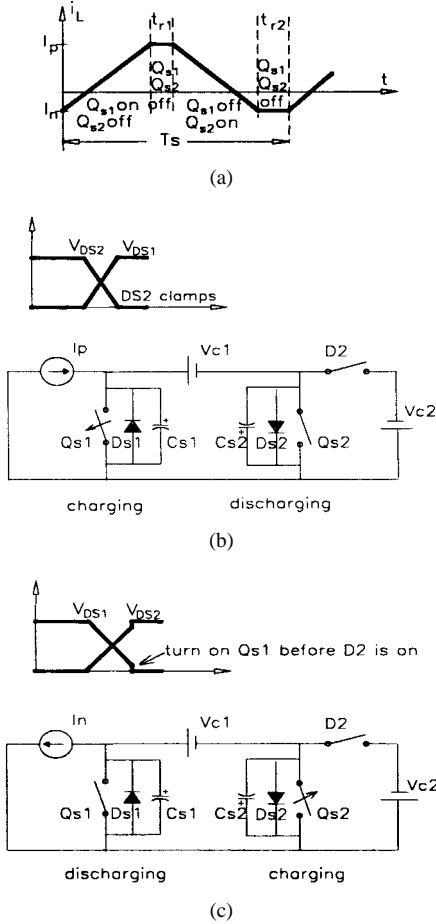 i_L t_r1 t_r2
I_p
Q_s1 Q_s1
Q_s2 Q_s2 t
off off
I_n Q_s1 on Q_s1 off
Q_s2 off Q_s2 on
Ts
(a)
V_DS2 V_DS1
DS2 clamps
Ip Vc1 D2
Vc2
Qs1 Ds1 Cs1 Cs2 Ds2 Qs2
+ +
charging discharging
(b)
V_DS1 V_DS2
turn on Qs1 before D2 is on
In Vc1 D2
Vc2
Qs1 Ds1 Cs1 Cs2 Ds2 Qs2
+ +
discharging charging
(c)